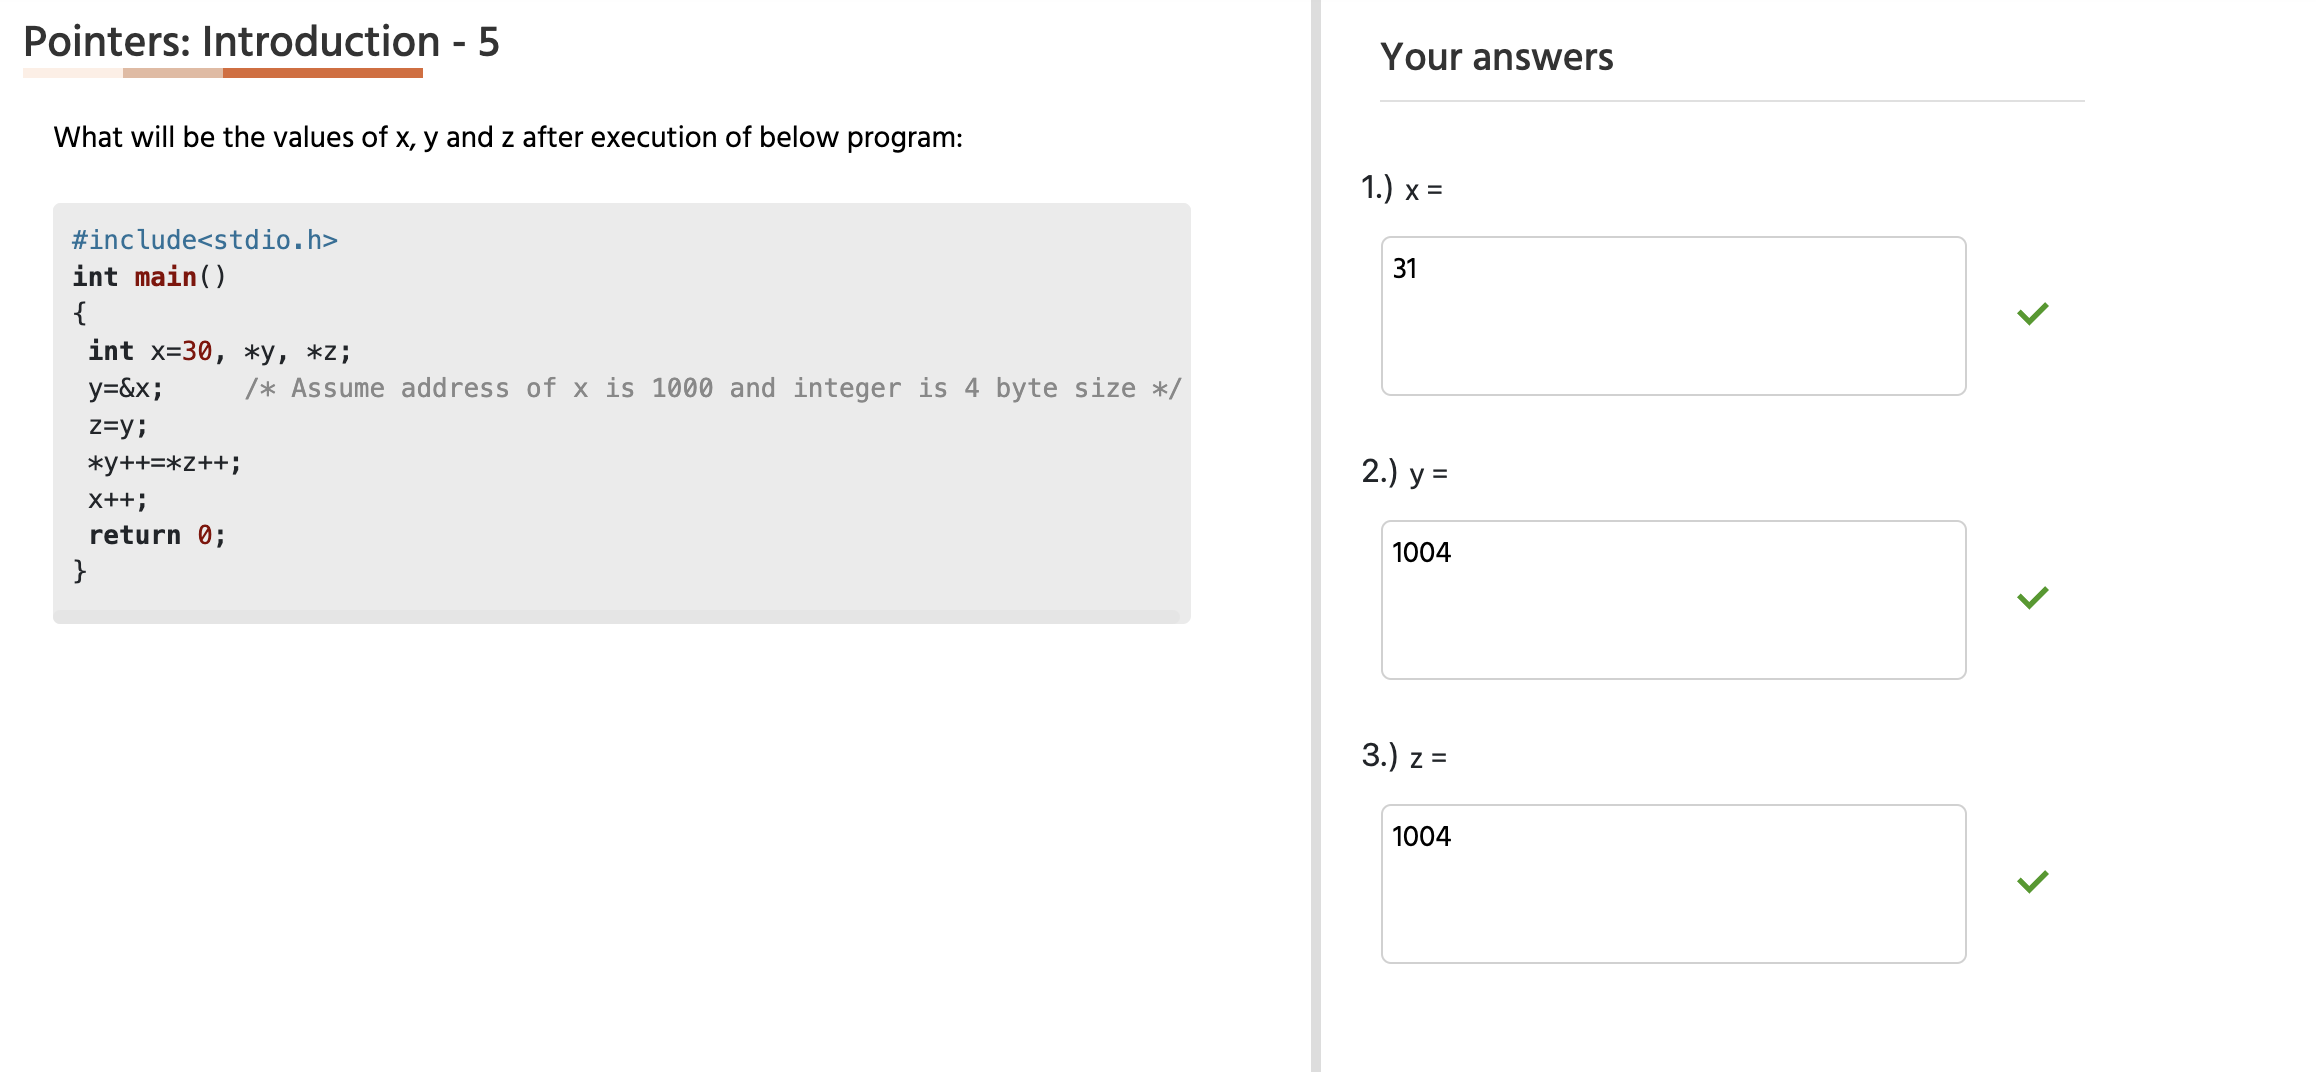 Pointers: Introduction - 5
What will be the values of x, y and z after execution of below program:
#include<stdio.h>
int main()
{
 int x=30, *y, *z;
 y=&x;     /* Assume address of x is 1000 and integer is 4 byte size */
 z=y;
 *y++=*z++;
 x++;
 return 0;
}
Your answers
1.) x =
31
2.) y =
1004
3.) z =
1004